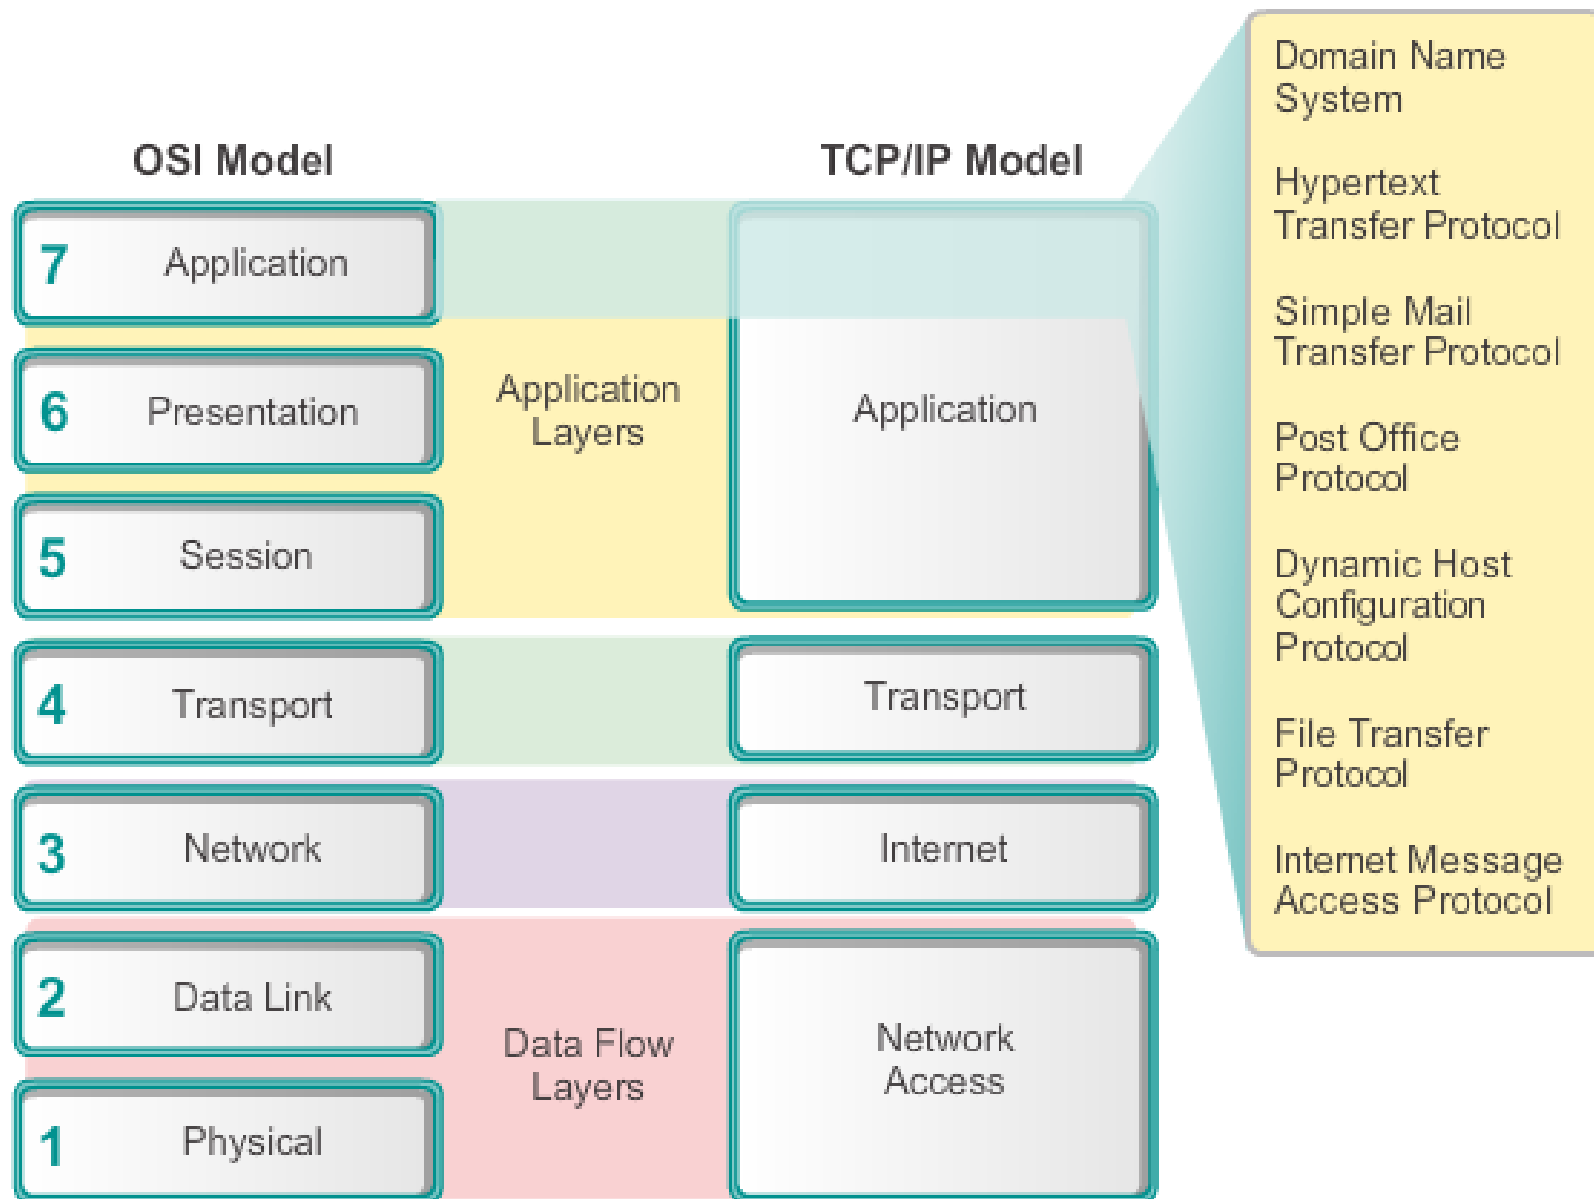 OSI Model
7 Application
6 Presentation
5 Session
4 Transport
3 Network
2 Data Link
1 Physical
Application
Layers
Data Flow
Layers
TCP/IP Model
Application
Transport
Internet
Network
Access
Domain Name
System
Hypertext
Transfer Protocol
Simple Mail
Transfer Protocol
Post Office
Protocol
Dynamic Host
Configuration
Protocol
File Transfer
Protocol
Internet Message
Access Protocol